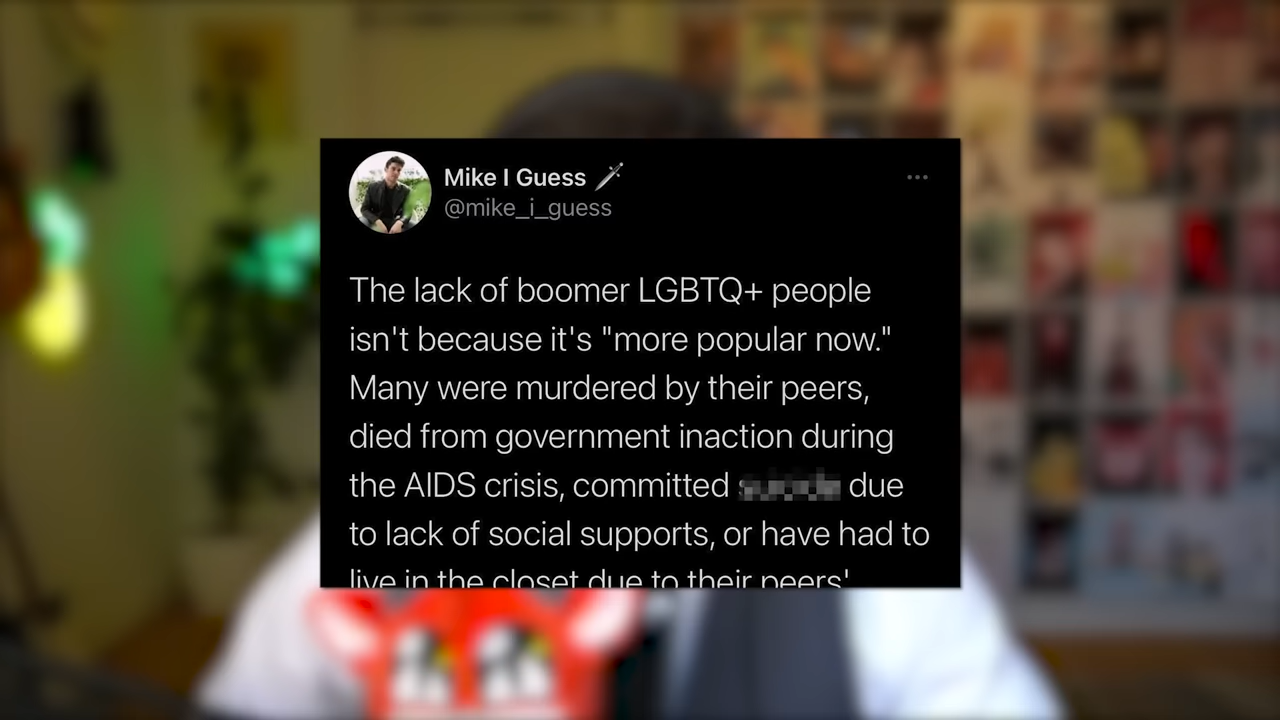 Mike I Guess
@mike_i_guess
The lack of boomer LGBTQ+ people
isn't because it's "more popular now."
Many were murdered by their peers,
died from government inaction during
the AIDS crisis, committed due
to lack of social supports, or have had to
live in the closet due to their peers'